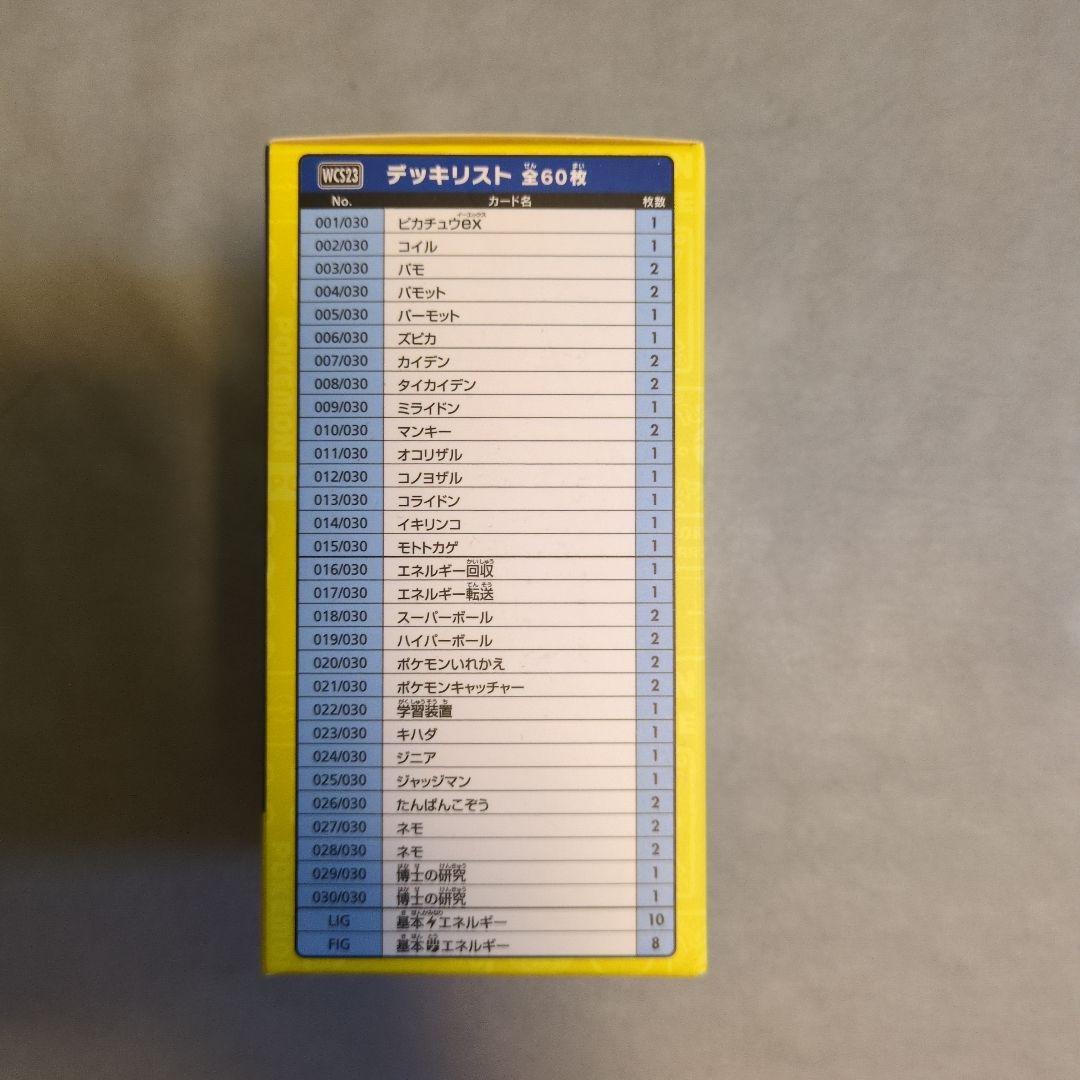 WCS23 デッキリスト 全60枚
No. カード名 枚数
001/030 ピカチュウex 1
002/030 コイル 1
003/030 パモ 2
004/030 パモット 2
005/030 パーモット 1
006/030 ズピカ 1
007/030 カイデン 2
008/030 タイカイデン 2
009/030 ミライドン 1
010/030 マンキー 2
011/030 オコリザル 1
012/030 コノヨザル 1
013/030 コライドン 1
014/030 イキリンコ 1
015/030 モトトカゲ 1
016/030 エネルギー回収 1
017/030 エネルギー転送 1
018/030 スーパーボール 2
019/030 ハイパーボール 2
020/030 ポケモンいれかえ 2
021/030 ポケモンキャッチャー 2
022/030 学習装置 1
023/030 キハダ 1
024/030 ジニア 1
025/030 ジャッジマン 1
026/030 たんぱんこぞう 2
027/030 ネモ 2
028/030 ネモ 2
029/030 博士の研究 1
030/030 博士の研究 1
LIG 基本エネルギー 10
FIG 基本エネルギー 8